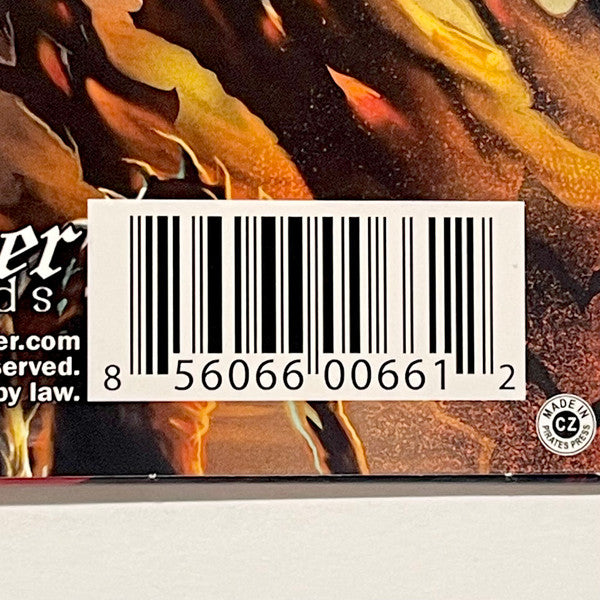 er
ds.
er.com
served.
by law.
8 56066 00661 2
MADE IN
CZ
PIRATES PRESS